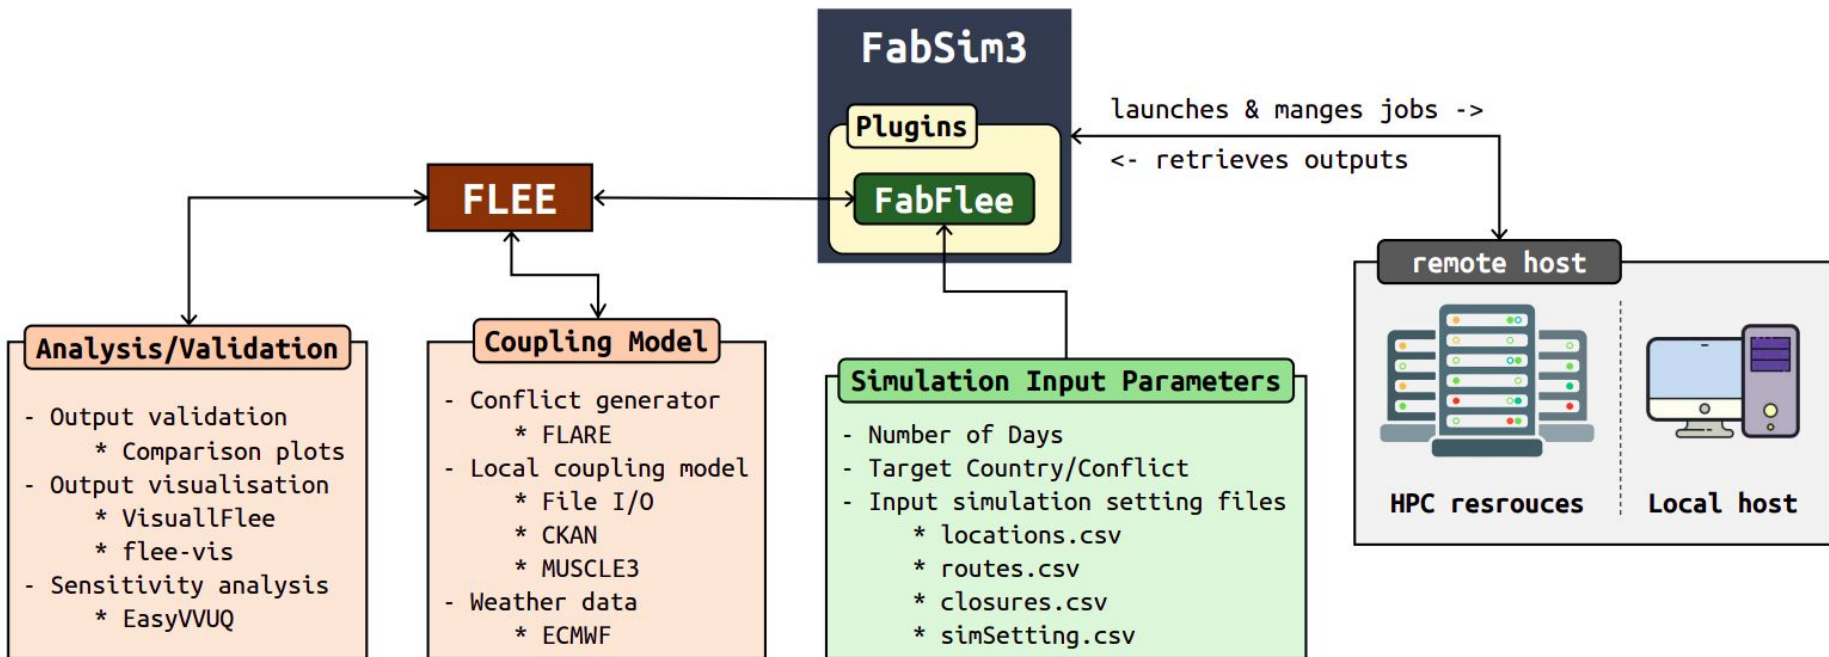 FabSim3
Plugins
FabFlee
launches & manges jobs ->
<- retrieves outputs
FLEE
remote host
HPC resrouces
Local host
Analysis/Validation
- Output validation
* Comparison plots
- Output visualisation
* VisuallFlee
* flee-vis
- Sensitivity analysis
* EasyVVUQ
Coupling Model
- Conflict generator
* FLARE
- Local coupling model
* File I/O
* CKAN
* MUSCLE3
- Weather data
* ECMWF
Simulation Input Parameters
- Number of Days
- Target Country/Conflict
- Input simulation setting files
* locations.csv
* routes.csv
* closures.csv
* simSetting.csv